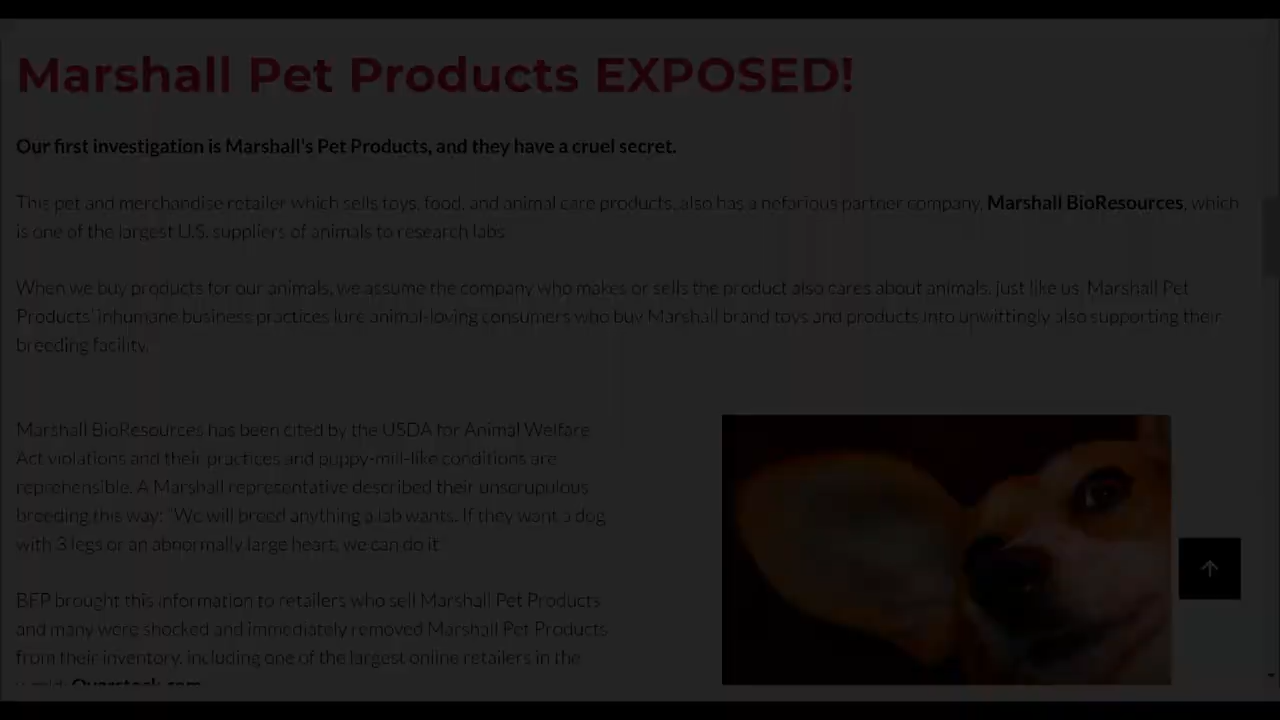 Marshall Pet Products EXPOSED!
Our first investigation is Marshall's Pet Products, and they have a cruel secret.
This pet and merchandise retailer which sells toys, food, and animal care products, also has a nefarious partner company, Marshall BioResources, which
is one of the largest U.S. suppliers of animals to research labs.
When we buy products for our animals, we assume the company who makes or sells the product also cares about animals, just like us. Marshall Pet
Products' inhumane business practices lure animal-loving consumers who buy Marshall brand toys and products into unwittingly also supporting their
breeding facility.
Marshall BioResources has been cited by the USDA for Animal Welfare
Act violations and their practices and puppy-mill-like conditions are
reprehensible. A Marshall representative described their unscrupulous
breeding this way: "We will breed anything a lab wants. If they want a dog
with 3 legs or an abnormally large heart, we can do it.
BFP brought this information to retailers who sell Marshall Pet Products
and many were shocked and immediately removed Marshall Pet Products
from their inventory, including one of the largest online retailers in the
world: Overstock.com